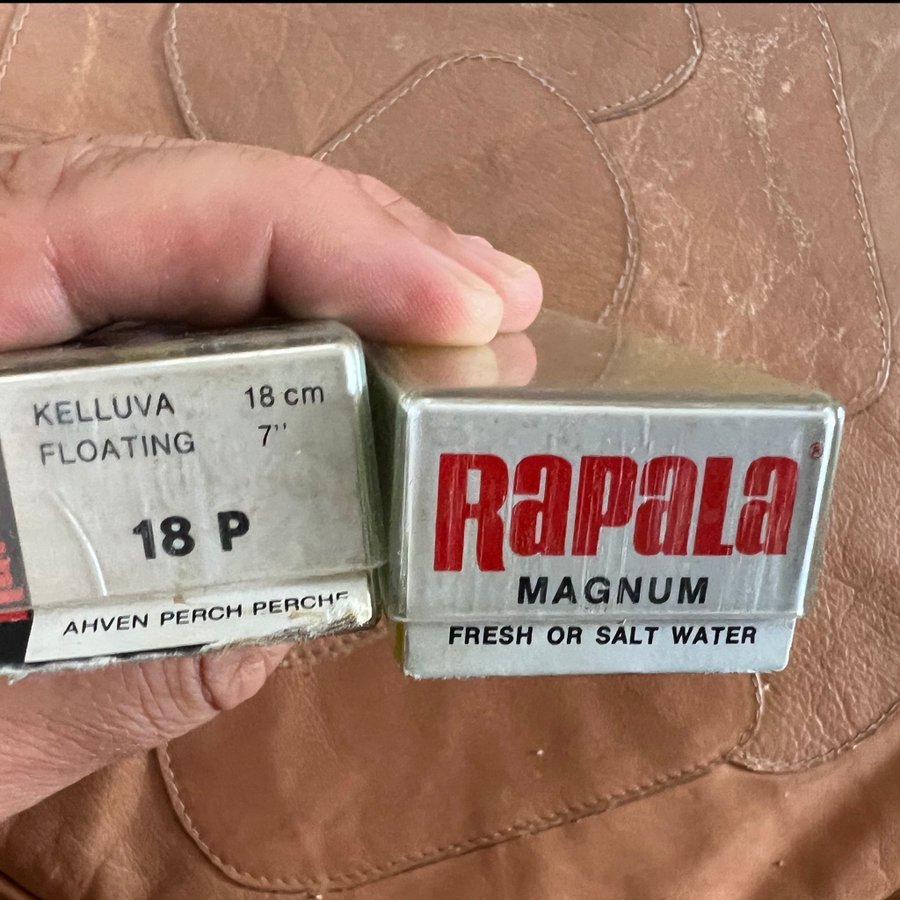 KELLUVA 18 cm
FLOATING 7''
18 P
AHVEN PERCH PERCHE
RAPALA®
MAGNUM
FRESH OR SALT WATER